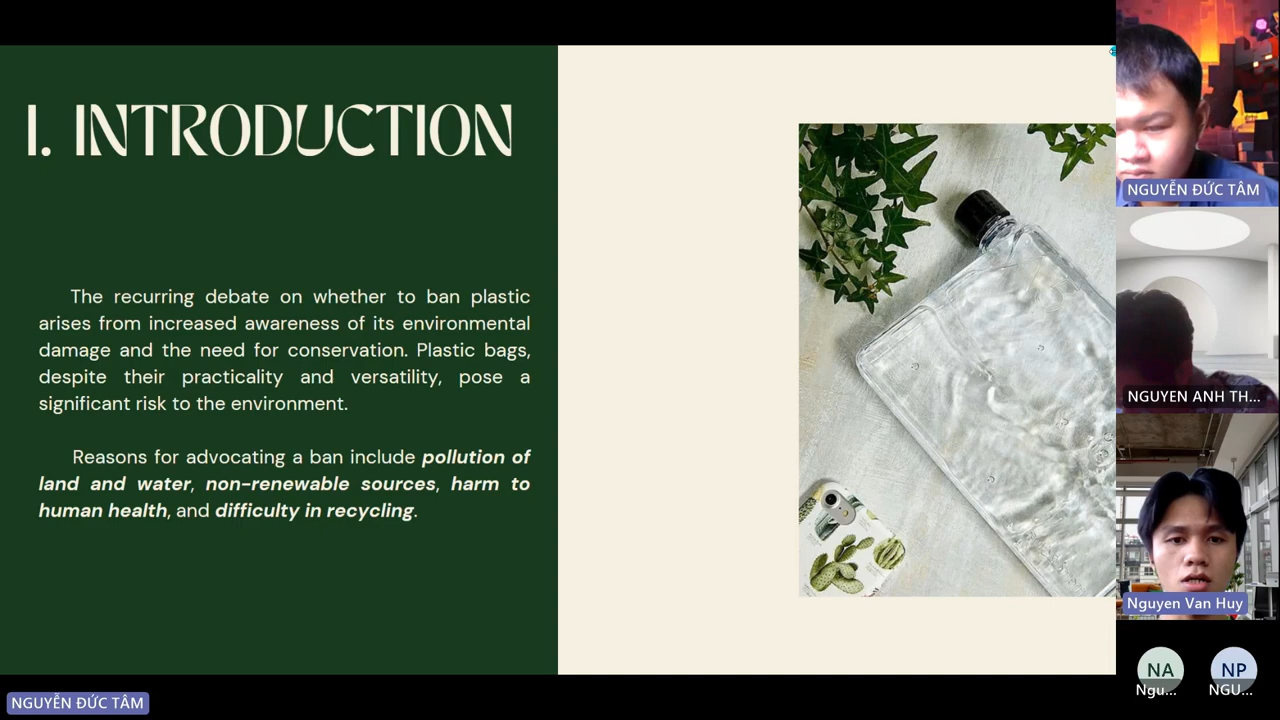 I. INTRODUCTION
The recurring debate on whether to ban plastic
arises from increased awareness of its environmental
damage and the need for conservation. Plastic bags,
despite their practicality and versatility, pose a
significant risk to the environment.
Reasons for advocating a ban include pollution of
land and water, non-renewable sources, harm to
human health, and difficulty in recycling.
NGUYỄN ĐỨC TÂM
NGUYỄN ĐỨC TÂM
NGUYEN ANH TH...
Nguyen Van Huy
NA
Ngu...
NP
NGU...